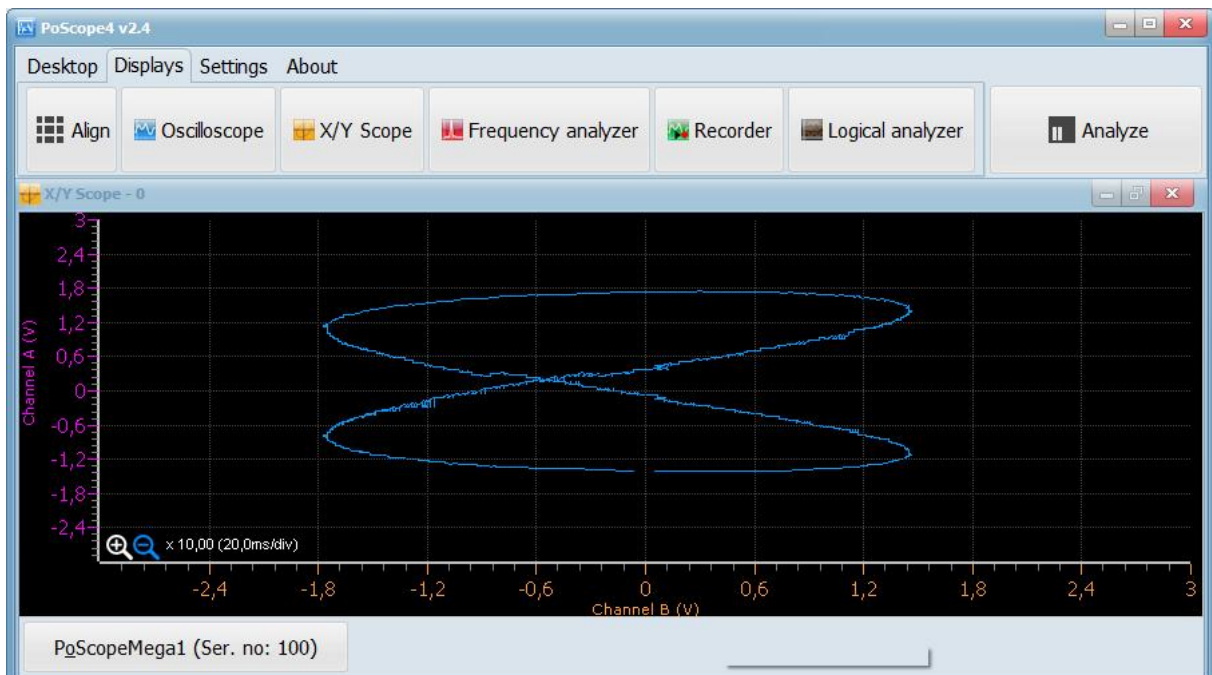 PoScope4 v2.4
Desktop Displays Settings About
Align Oscilloscope X/Y Scope Frequency analyzer Recorder Logical analyzer Analyze
X/Y Scope - 0
3
2,4
1,8
1,2
0,6
0
-0,6
-1,2
-1,8
-2,4
Channel A (V)
x 10,00 (20,0ms/div)
-2,4 -1,8 -1,2 -0,6 0 0,6 1,2 1,8 2,4 3
Channel B (V)
PoScopeMega1 (Ser. no: 100)